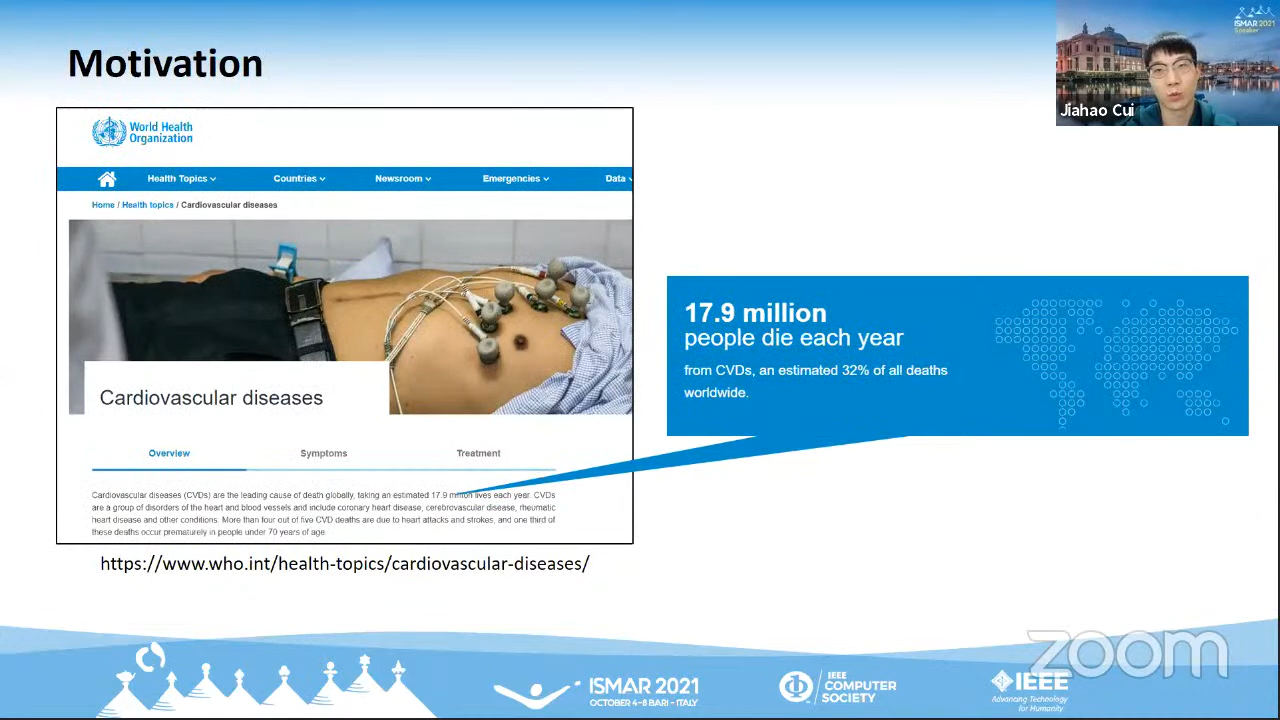 Motivation
ISMAR 2021
Speaker
Jiahao Cui
World Health
Organization
Health Topics
Countries
Newsroom
Emergencies
Data
Home / Health topics / Cardiovascular diseases
Cardiovascular diseases
Overview
Symptoms
Treatment
Cardiovascular diseases (CVDs) are the leading cause of death globally, taking an estimated 17.9 million lives each year. CVDs
are a group of disorders of the heart and blood vessels and include coronary heart disease, cerebrovascular disease, rheumatic
heart disease and other conditions. More than four out of five CVD deaths are due to heart attacks and strokes, and one third of
these deaths occur prematurely in people under 70 years of age.
17.9 million
people die each year
from CVDs, an estimated 32% of all deaths
worldwide.
https://www.who.int/health-topics/cardiovascular-diseases/
zoom
ISMAR 2021
OCTOBER 4-8 BARI - ITALY
IEEE
COMPUTER
SOCIETY
IEEE
Advancing Technology
for Humanity